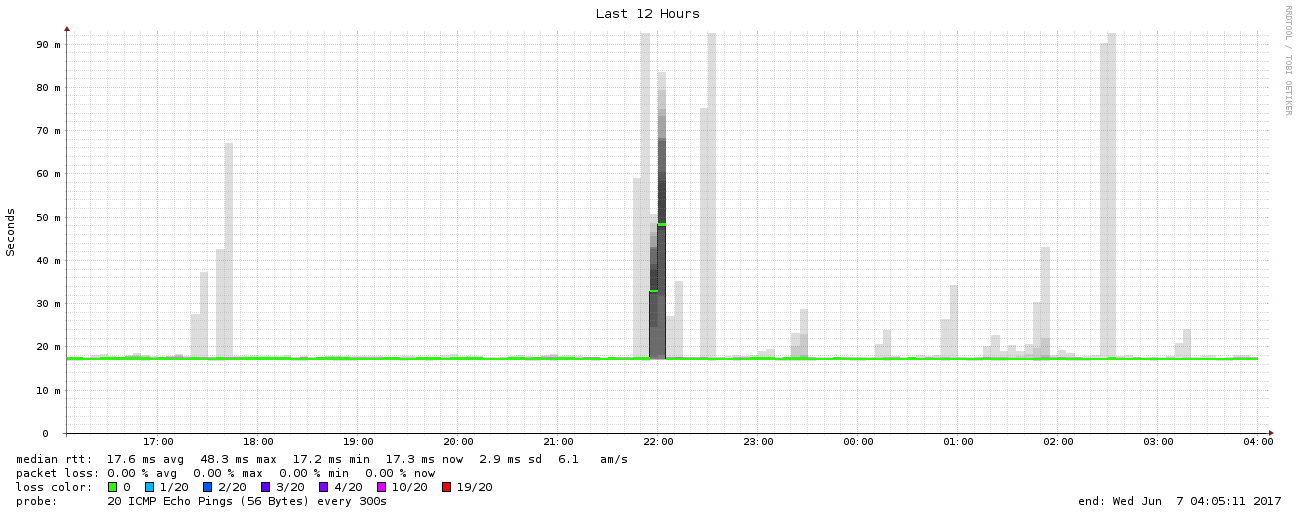 Last 12 Hours
RRDTOOL / TOBI OETIKER
Seconds
90 m
80 m
70 m
60 m
50 m
40 m
30 m
20 m
10 m
0
17:00 18:00 19:00 20:00 21:00 22:00 23:00 00:00 01:00 02:00 03:00 04:00
median rtt: 17.6 ms avg 48.3 ms max 17.2 ms min 17.3 ms now 2.9 ms sd 6.1 am/s
packet loss: 0.00 % avg 0.00 % max 0.00 % min 0.00 % now
loss color: 0 1/20 2/20 3/20 4/20 10/20 19/20
probe: 20 ICMP Echo Pings (56 Bytes) every 300s
end: Wed Jun 7 04:05:11 2017